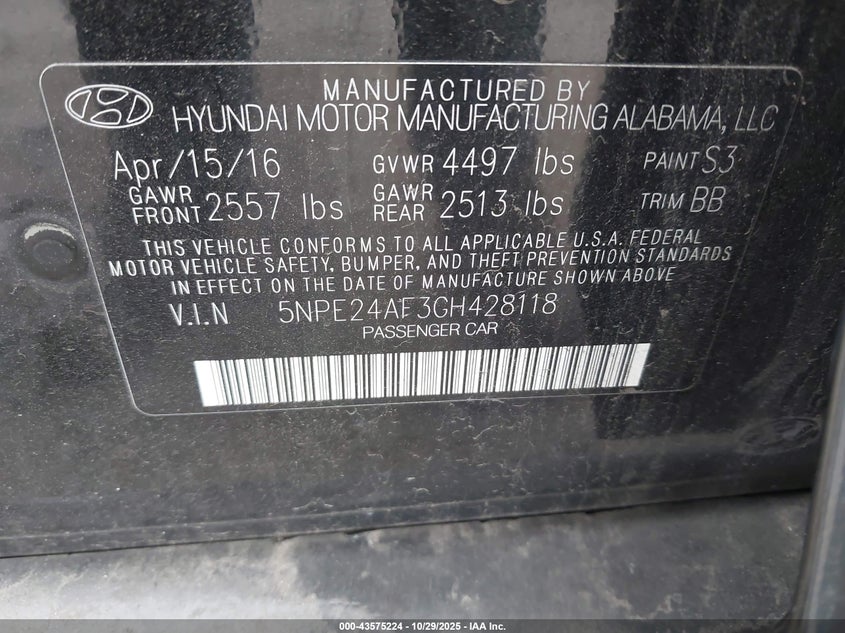 MANUFACTURED BY
HYUNDAI MOTOR MANUFACTURING ALABAMA, LLC
Apr/15/16 GVWR 4497 lbs PAINT S3
GAWR FRONT 2557 lbs GAWR REAR 2513 lbs TRIM BB
THIS VEHICLE CONFORMS TO ALL APPLICABLE U.S.A. FEDERAL
MOTOR VEHICLE SAFETY, BUMPER, AND THEFT PREVENTION STANDARDS
IN EFFECT ON THE DATE OF MANUFACTURE SHOWN ABOVE
V.I.N 5NPE24AF3GH428118
PASSENGER CAR
000-43575224 - 10/29/2025 - IAA Inc.